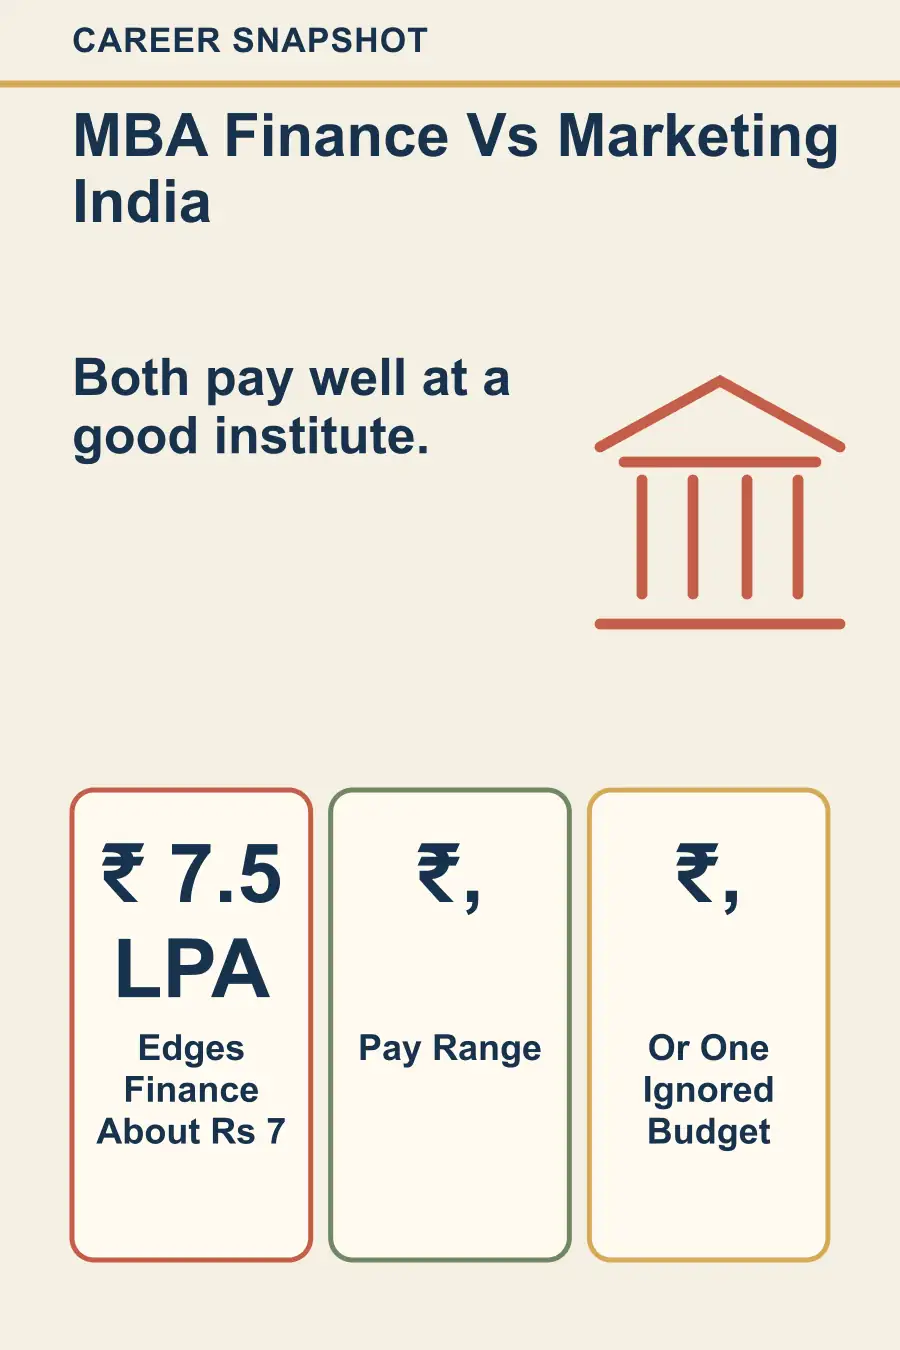 CAREER SNAPSHOT
MBA Finance Vs Marketing
India
Both pay well at a
good institute.
₹ 7.5
LPA
Edges
Finance
About Rs 7
₹,
Pay Range
₹,
Or One
Ignored
Budget